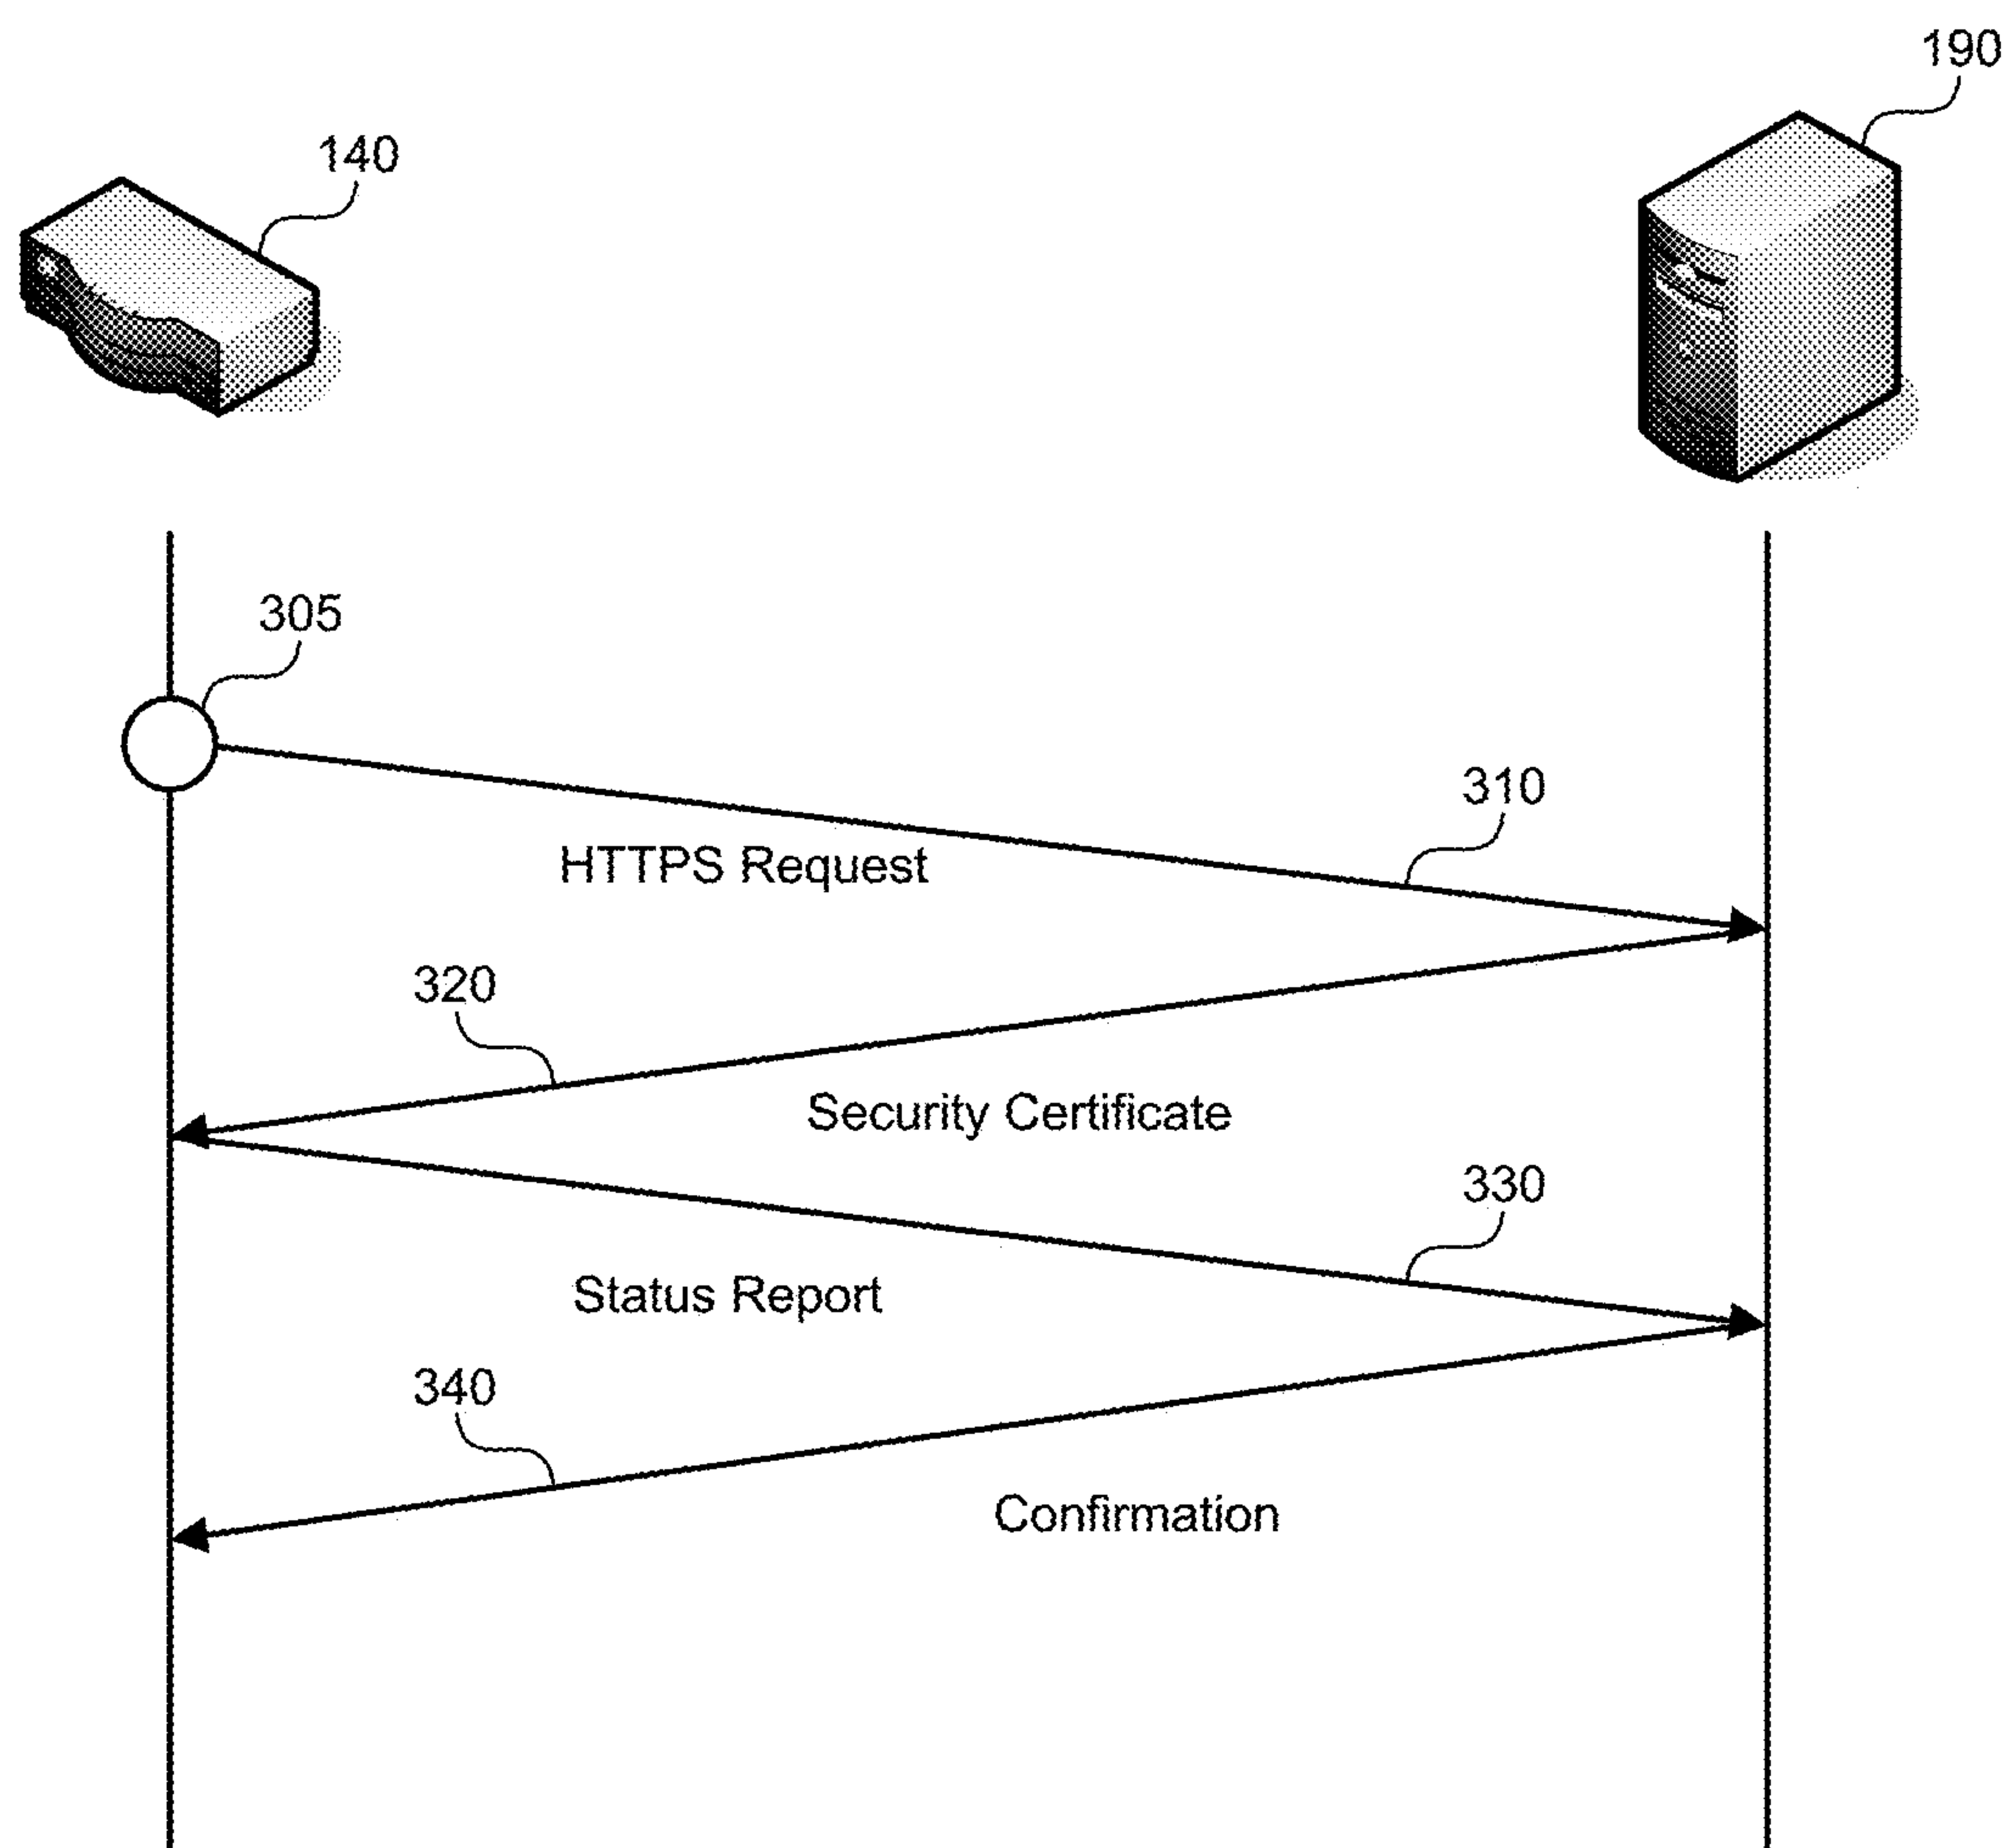 190
140
305
310
HTTPS Request
320
Security Certificate
330
Status Report
340
Confirmation